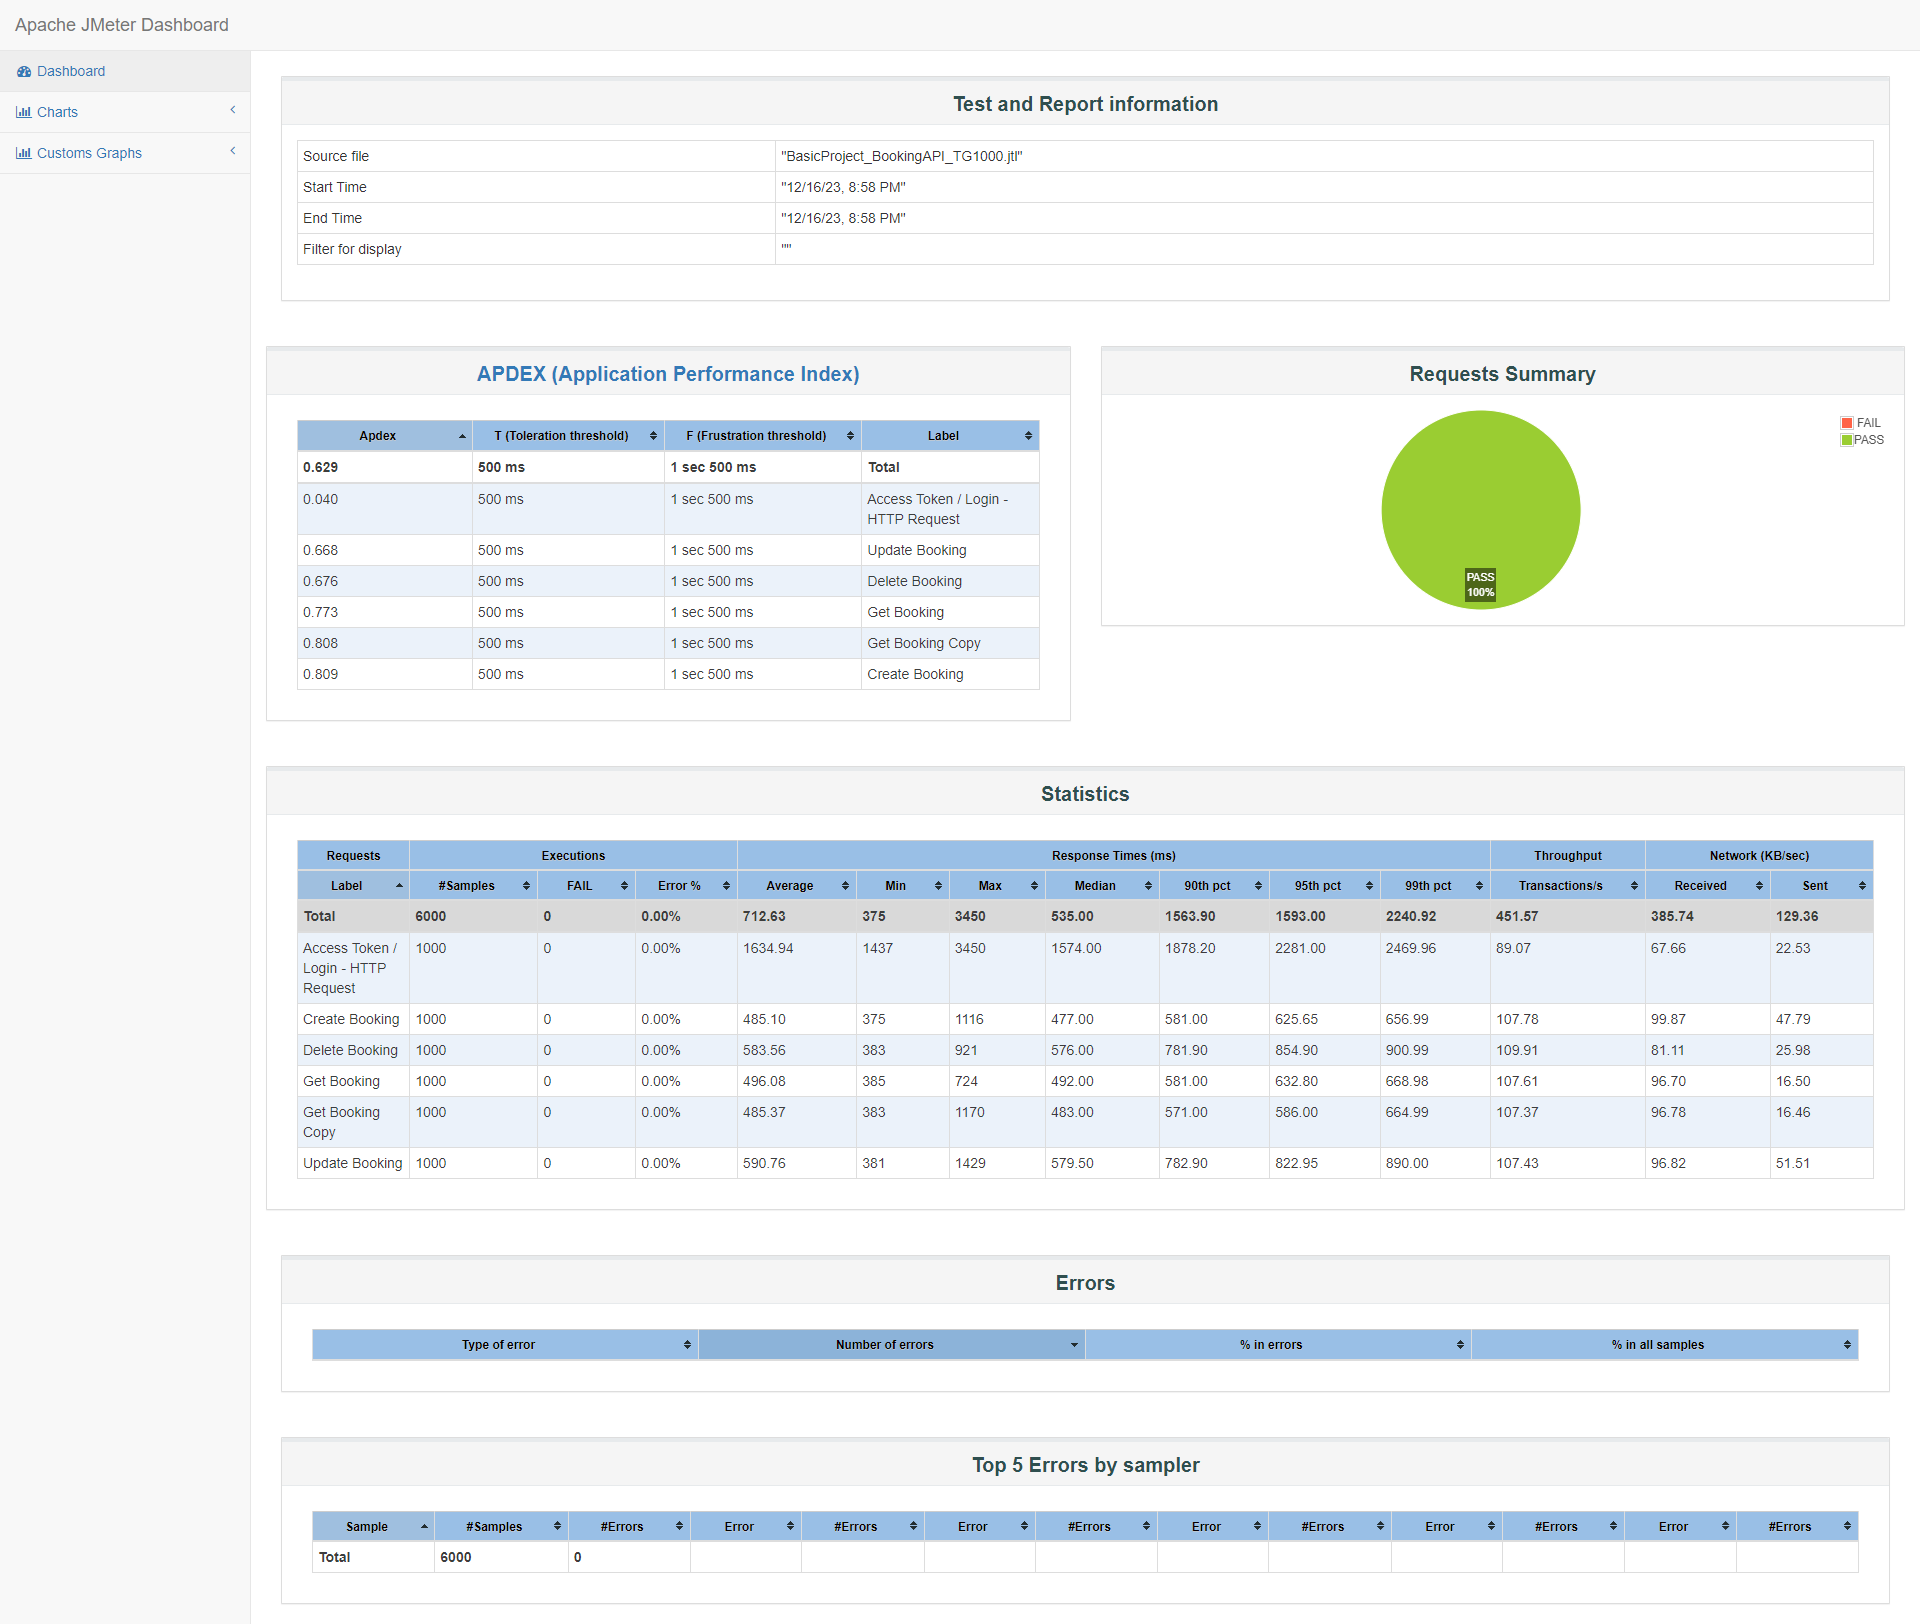 Apache JMeter Dashboard
Dashboard
Charts
Customs Graphs
Test and Report information
Source file "BasicProject_BookingAPI_TG1000.jtl"
Start Time "12/16/23, 8:58 PM"
End Time "12/16/23, 8:58 PM"
Filter for display ""
APDEX (Application Performance Index)
Apdex T (Toleration threshold) F (Frustration threshold) Label
0.629 500 ms 1 sec 500 ms Total
0.040 500 ms 1 sec 500 ms Access Token / Login -
HTTP Request
0.668 500 ms 1 sec 500 ms Update Booking
0.676 500 ms 1 sec 500 ms Delete Booking
0.773 500 ms 1 sec 500 ms Get Booking
0.808 500 ms 1 sec 500 ms Get Booking Copy
0.809 500 ms 1 sec 500 ms Create Booking
Requests Summary
FAIL
PASS
PASS
100%
Statistics
Requests Executions Response Times (ms) Throughput Network (KB/sec)
Label #Samples FAIL Error % Average Min Max Median 90th pct 95th pct 99th pct Transactions/s Received Sent
Total 6000 0 0.00% 712.63 375 3450 535.00 1563.90 1593.00 2240.92 451.57 385.74 129.36
Access Token / 1000 0 0.00% 1634.94 1437 3450 1574.00 1878.20 2281.00 2469.96 89.07 67.66 22.53
Login - HTTP
Request
Create Booking 1000 0 0.00% 485.10 375 1116 477.00 581.00 625.65 656.99 107.78 99.87 47.79
Delete Booking 1000 0 0.00% 583.56 383 921 576.00 781.90 854.90 900.99 109.91 81.11 25.98
Get Booking 1000 0 0.00% 496.08 385 724 492.00 581.00 632.80 668.98 107.61 96.70 16.50
Get Booking 1000 0 0.00% 485.37 383 1170 483.00 571.00 586.00 664.99 107.37 96.78 16.46
Copy
Update Booking 1000 0 0.00% 590.76 381 1429 579.50 782.90 822.95 890.00 107.43 96.82 51.51
Errors
Type of error Number of errors % in errors % in all samples
Top 5 Errors by sampler
Sample #Samples #Errors Error #Errors Error #Errors Error #Errors Error #Errors Error #Errors
Total 6000 0